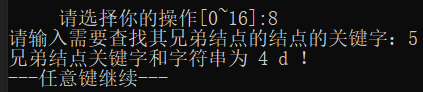 请选择你的操作[0~16]:8
请输入需要查找其兄弟结点的结点的关键字：5
兄弟结点关键字和字符串为 4 d ！
---任意键继续---